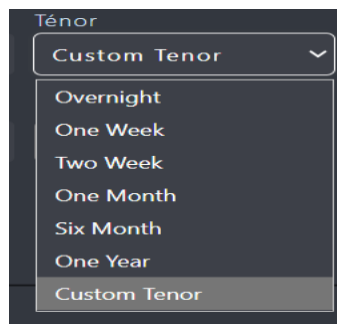 Ténor
Custom Tenor
Overnight
One Week
Two Week
One Month
Six Month
One Year
Custom Tenor